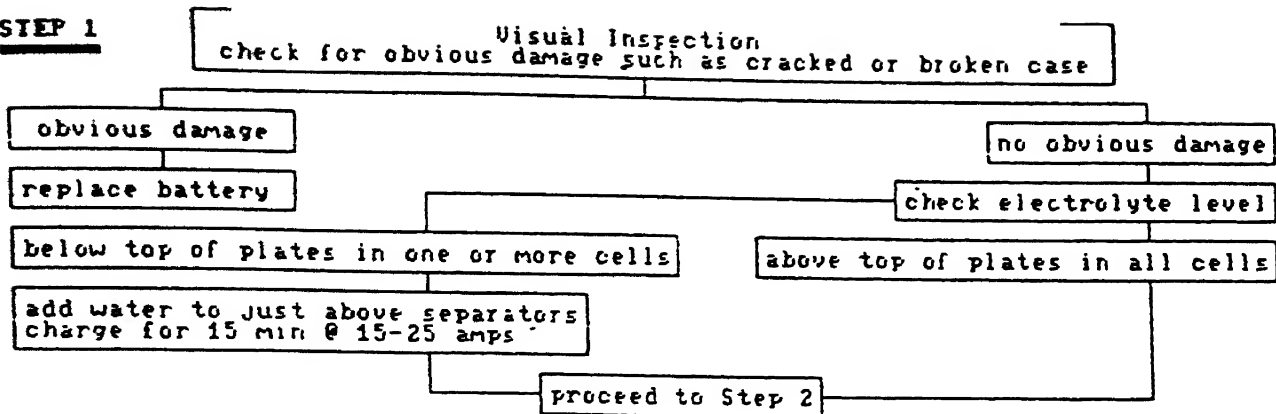 STEP 1
Visual Inspection
check for obvious damage such as cracked or broken case
obvious damage
no obvious damage
replace battery
check electrolyte level
below top of plates in one or more cells
above top of plates in all cells
add water to just above separators
charge for 15 min @ 15-25 amps
proceed to Step 2